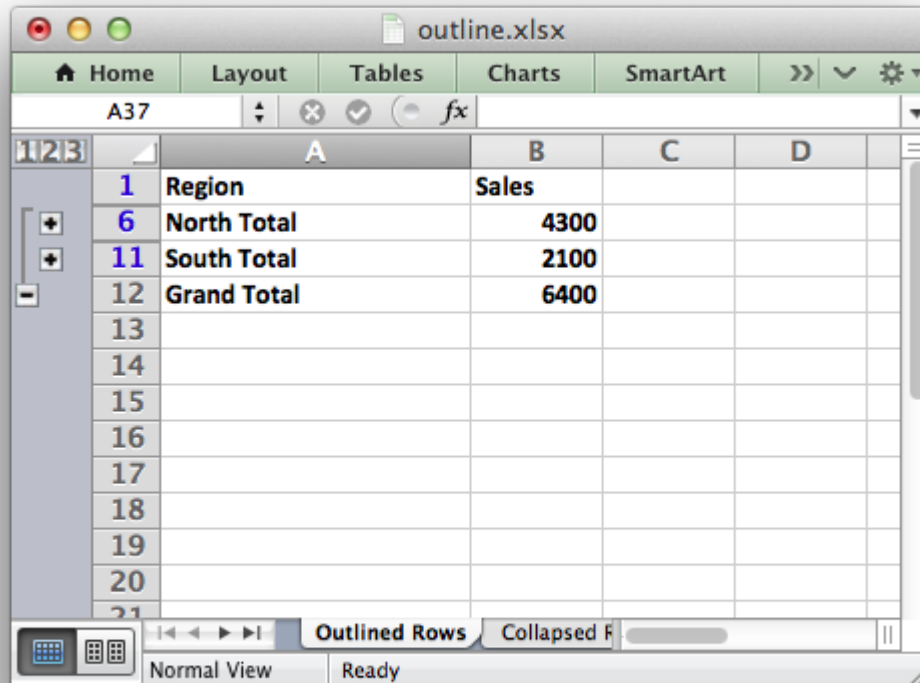 outline.xlsx
Home Layout Tables Charts SmartArt
A37 fx
1 2 3 A B C D
1 Region Sales
6 North Total 4300
11 South Total 2100
12 Grand Total 6400
13
14
15
16
17
18
19
20
21
Outlined Rows Collapsed R
Normal View Ready